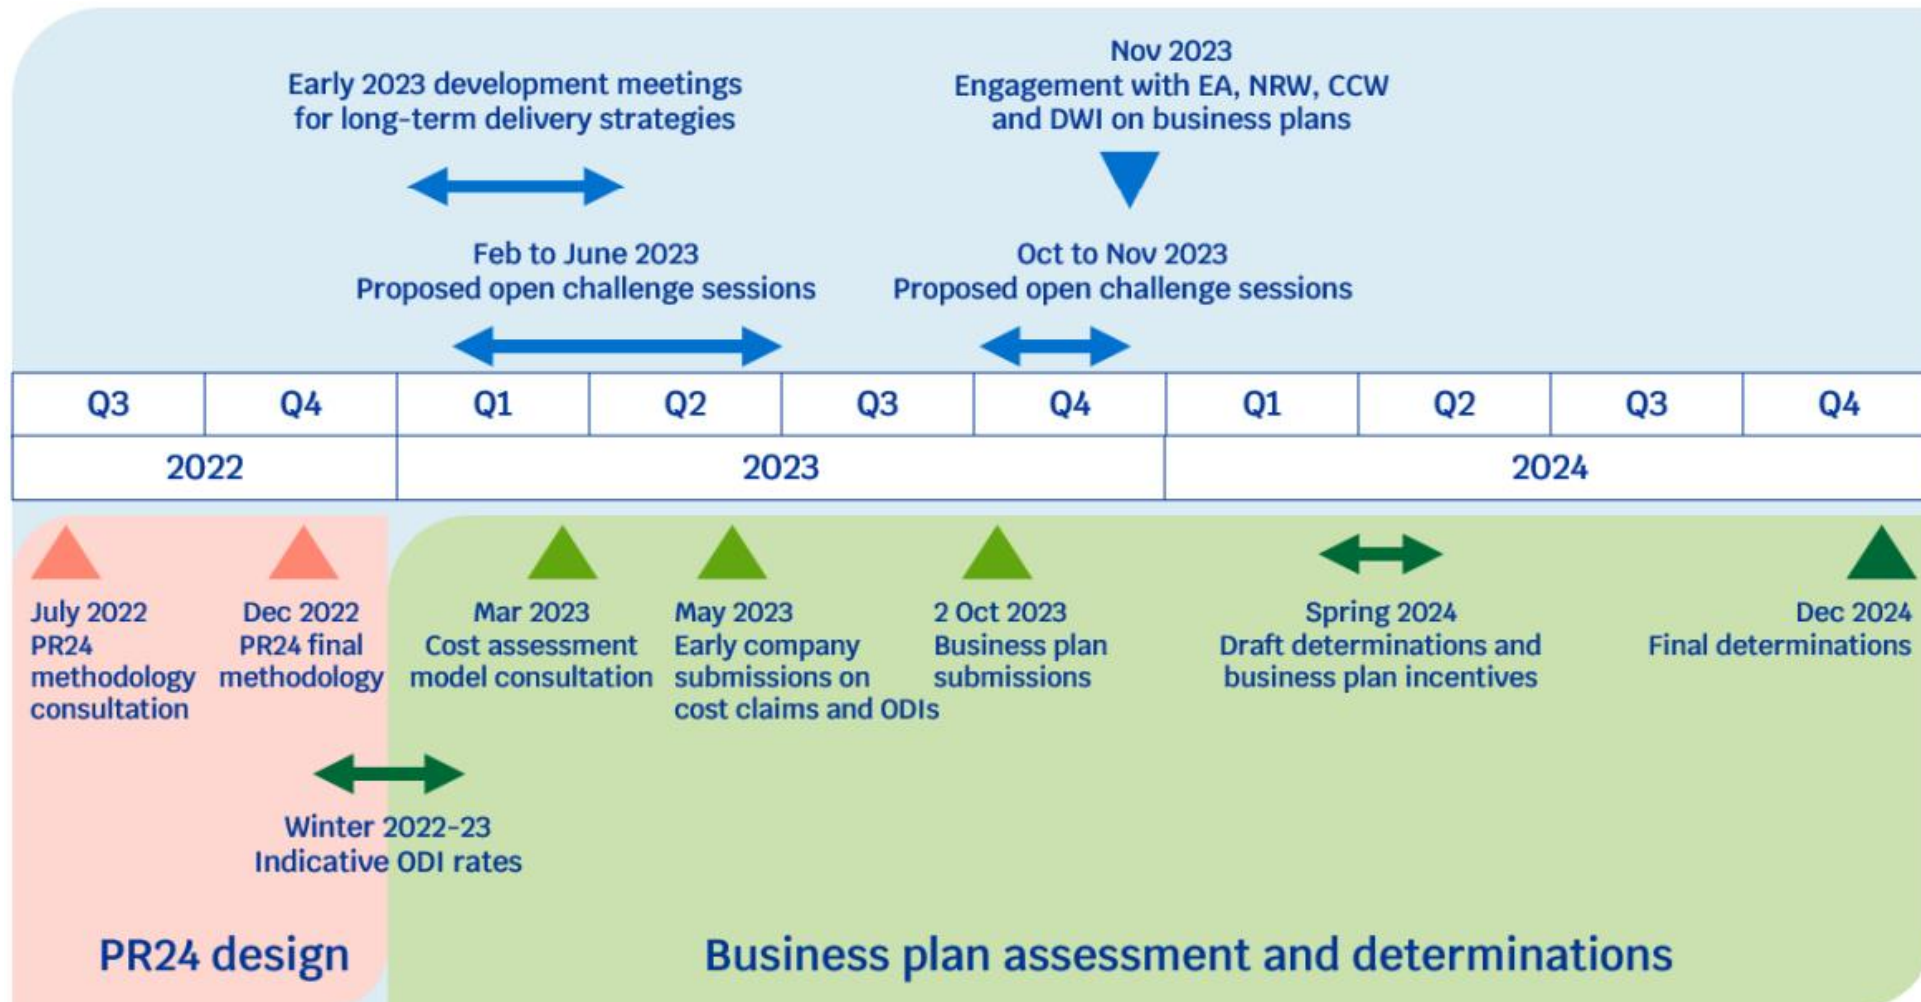 Early 2023 development meetings
for long-term delivery strategies
Nov 2023
Engagement with EA, NRW, CCW
and DWI on business plans
Feb to June 2023
Proposed open challenge sessions
Oct to Nov 2023
Proposed open challenge sessions
Q3 Q4 Q1 Q2 Q3 Q4 Q1 Q2 Q3 Q4
2022 2023 2024
July 2022
PR24
methodology
consultation
Dec 2022
PR24 final
methodology
Mar 2023
Cost assessment
model consultation
May 2023
Early company
submissions on
cost claims and ODIs
2 Oct 2023
Business plan
submissions
Spring 2024
Draft determinations and
business plan incentives
Dec 2024
Final determinations
Winter 2022-23
Indicative ODI rates
PR24 design
Business plan assessment and determinations